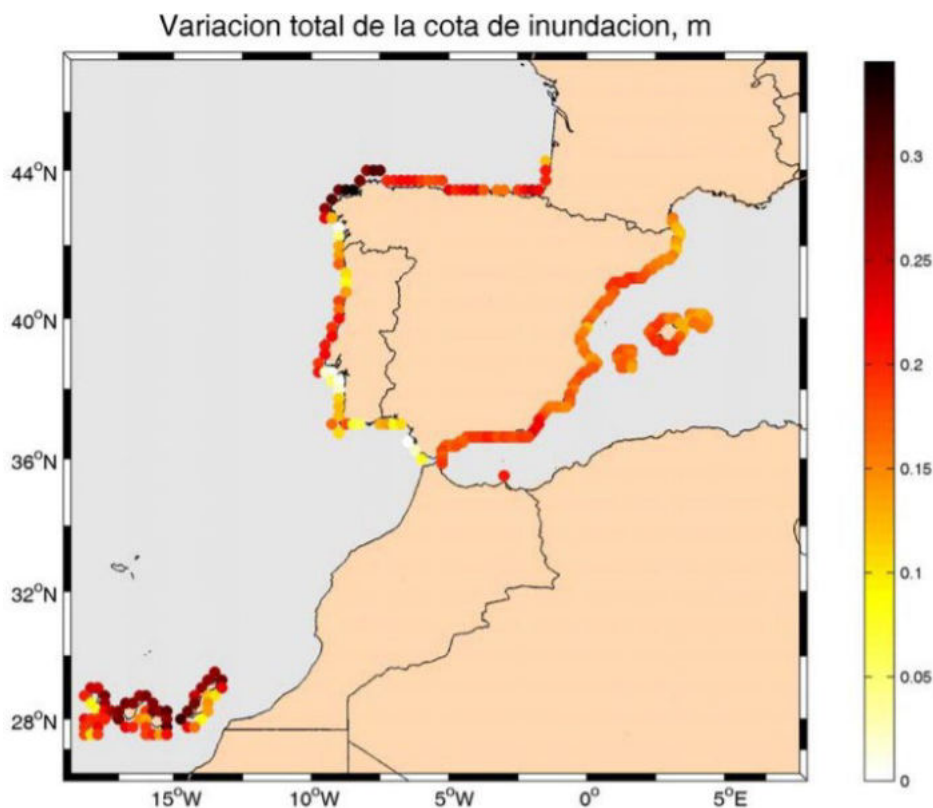 Variacion total de la cota de inundacion, m
44°N
40°N
36°N
32°N
28°N
15°W
10°W
5°W
0°
5°E
0.3
0.25
0.2
0.15
0.1
0.05
0